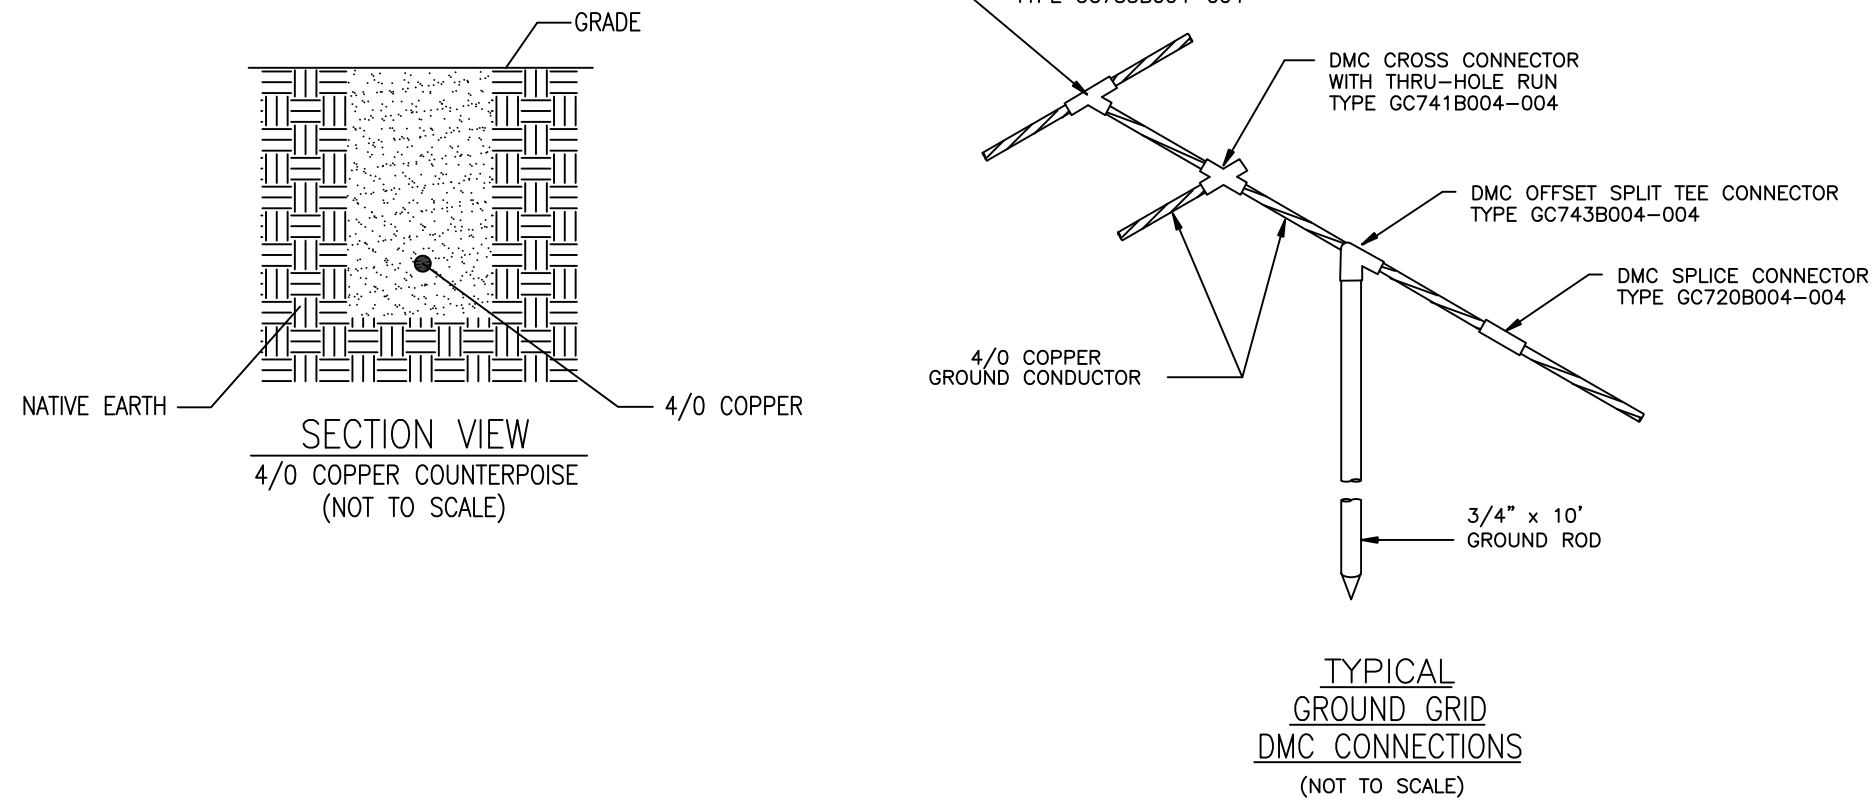 GRADE
NATIVE EARTH
4/0 COPPER
SECTION VIEW
4/0 COPPER COUNTERPOISE
(NOT TO SCALE)
DMC CROSS CONNECTOR
WITH THRU-HOLE RUN
TYPE GC741B004-004
DMC OFFSET SPLIT TEE CONNECTOR
TYPE GC743B004-004
DMC SPLICE CONNECTOR
TYPE GC720B004-004
4/0 COPPER
GROUND CONDUCTOR
3/4" x 10'
GROUND ROD
TYPICAL
GROUND GRID
DMC CONNECTIONS
(NOT TO SCALE)